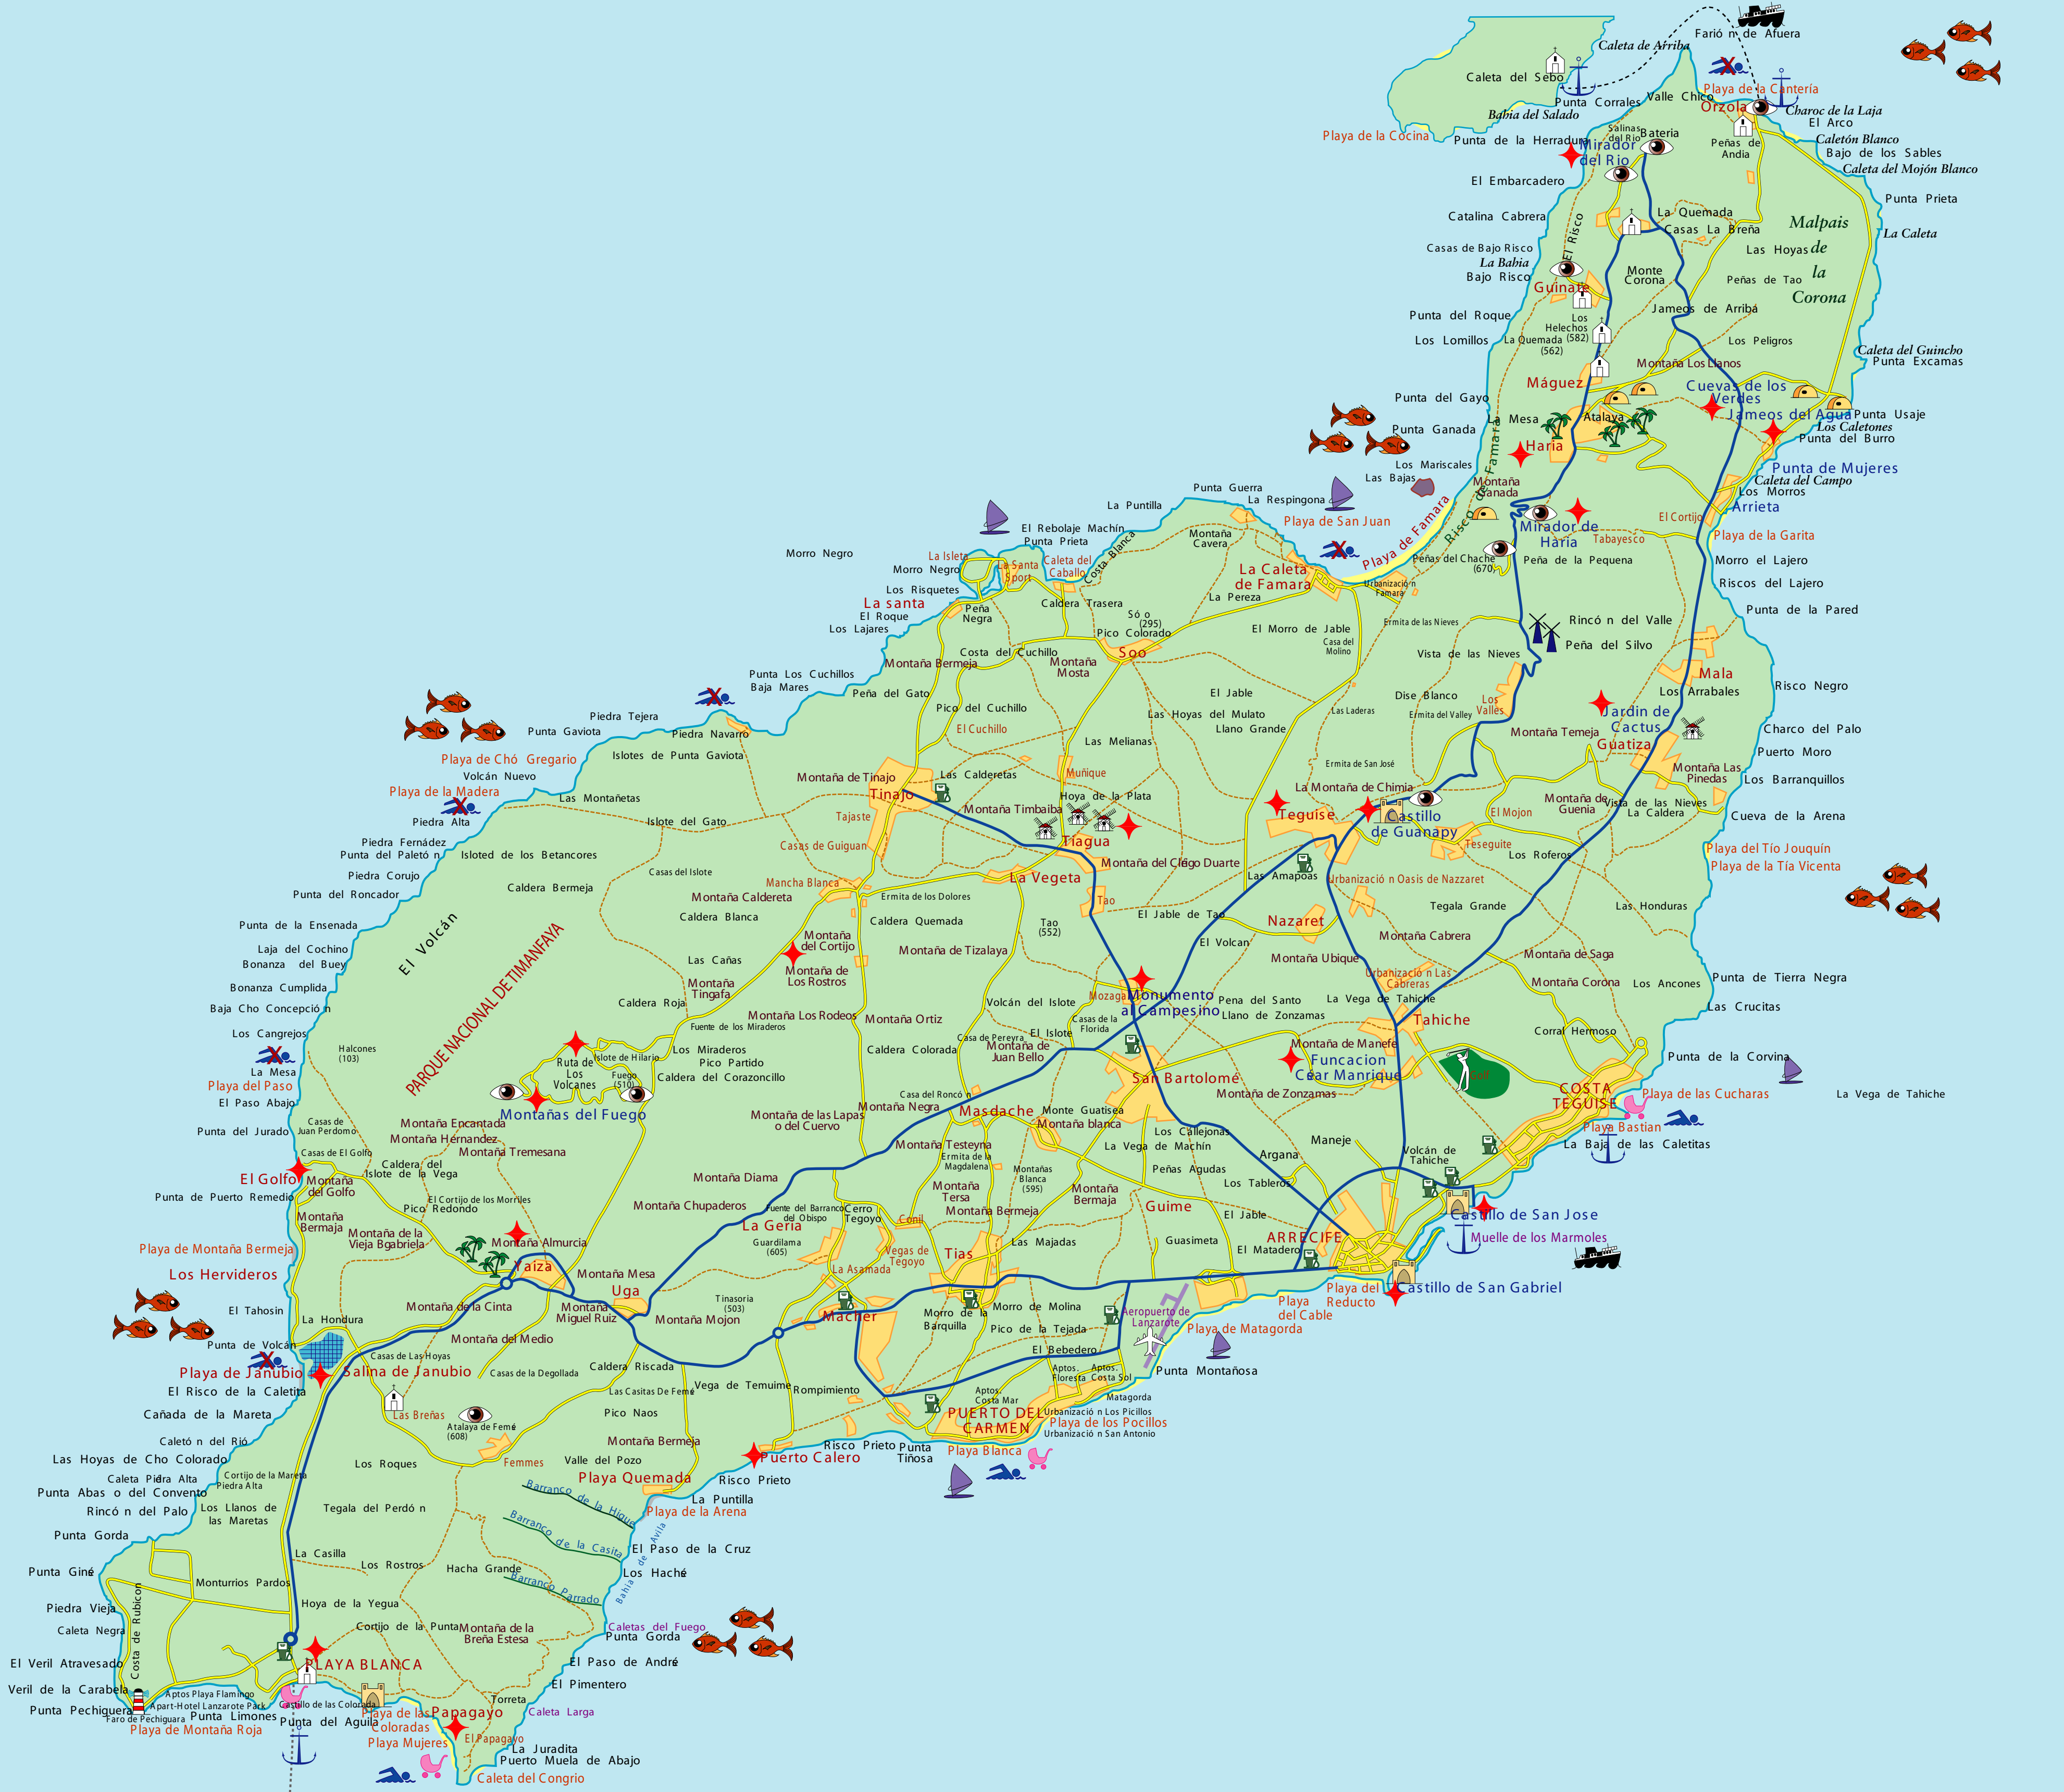 Farió n de Afuera
Caleta de Arriba
Caleta del Sebo
Playa de la Cantería
Valle Chico
Punta Corrales
Orzola
Charoc de la Laja
Bahia del Salado
El Arco
Playa de la Cocina
Salinas
del Rio
Bateria
Punta de la Herradura
Caletón Blanco
Mirador
del Rio
Peñas de
Andia
Bajo de los Sables
Caleta del Mojón Blanco
El Embarcadero
Punta Prieta
Catalina Cabrera
La Quemada
Malpais
de
la
Corona
El Risco
Casas La Breña
La Caleta
Casas de Bajo Risco
Las Hoyas
La Bahia
Bajo Risco
Monte
Corona
Peñas de Tao
Guinate
Jameos de Arriba
Punta del Roque
Los
Helechos
(582)
Los Lomillos
La Quemada
(562)
Los Peligros
Caleta del Guincho
Punta Excamas
Montaña Los Llanos
Máguez
Cuevas de los
Verdes
Punta del Gayo
Jameos del Agua
Punta Usaje
La Mesa
Atalaya
Los Caletones
Punta Ganada
Punta del Burro
Haria
Los Mariscales
Punta de Mujeres
Las Bajas
Montaña
Ganada
Caleta del Campo
Los Morros
Arrieta
Risco de Famara
Playa de Famara
Punta Guerra
La Respingona
La Puntilla
Playa de San Juan
El Cortijo
Mirador de
Haria
Tabayesco
Playa de la Garita
El Rebolaje Machín
Punta Prieta
Montaña
Cavera
Costa Blanca
Morro Negro
La Isleta
Morro Negro
La Santa
Sport
Caleta del
Caballo
Peñas del Chache
(670)
Peña de la Pequena
Morro el Lajero
La Caleta
de Famara
Urbanizació n
Famara
Riscos del Lajero
Los Risquetes
La santa
El Roque
Los Lajares
Peña
Negra
Caldera Trasera
La Pereza
Punta de la Pared
Só o
(295)
Pico Colorado
El Morro de Jable
Ermita de las Nieves
Rincó n del Valle
Casa del
Molino
Peña del Silvo
Costa del Cuchillo
Soo
Vista de las Nieves
Montaña Bermeja
Montaña
Mosta
Mala
Punta Los Cuchillos
Baja Mares
Peña del Gato
El Jable
Dise Blanco
Los Arrabales
Risco Negro
Los
Valles
Pico del Cuchillo
Las Hoyas del Mulato
Las Laderas
Ermita del Valley
Jardin de
Cactus
Piedra Tejera
Llano Grande
Charco del Palo
Punta Gaviota
Piedra Navarro
El Cuchillo
Las Melianas
Montaña Temeja
Guatiza
Puerto Moro
Islotes de Punta Gaviota
Playa de Chó Gregario
Ermita de San José
Montaña Las
Pinedas
Volcán Nuevo
Montaña de Tinajo
Las Calderetas
Muñique
Los Barranquillos
Playa de la Madera
Las Montañetas
Tinajo
Hoya de la Plata
La Montaña de Chimia
Montaña de
Guenia
Vista de las Nieves
La Caldera
Montaña Timbaiba
Tajaste
Teguise
Castillo
de Guanapy
El Mojon
Cueva de la Arena
Piedra Alta
Islote del Gato
Tiagua
Teseguite
Piedra Fernádez
Casas de Guiguan
Los Roferos
Playa del Tío Jouquín
Punta del Paletó n
Isloted de los Betancores
Playa de la Tía Vicenta
Piedra Corujo
Casas del Islote
Mancha Blanca
La Vegeta
Las Amapoas
Urbanizació n Oasis de Nazzaret
Punta del Roncador
Caldera Bermeja
Montaña Caldereta
Ermita de los Dolores
Tao
Tegala Grande
Las Honduras
Caldera Blanca
Caldera Quemada
Tao
(552)
El Jable de Tao
Nazaret
Punta de la Ensenada
El Volcán
Montaña
del Cortijo
El Volcan
Montaña Cabrera
Laja del Cochino
Montaña de Tizalaya
Bonanza del Buey
Las Cañas
Montaña de
Los Rostros
Montaña Ubique
Montaña de Saga
PARQUE NACIONAL DE TIMANFAYA
Urbanizació n Las
Cabreras
Punta de Tierra Negra
Bonanza Cumplida
Montaña
Tingafa
Mozaga
Monumento
al Campesino
Montaña Corona
Los Ancones
Baja Cho Concepció n
Caldera Roja
Volcán del Islote
Pena del Santo
La Vega de Tahiche
Las Crucitas
Montaña Los Rodeos
Montaña Ortiz
Llano de Zonzamas
Fuente de los Miraderos
Casas de la
Florida
Tahiche
Los Cangrejos
El Islote
Corral Hermoso
Casa de Pereyra
Montaña de
Juan Bello
Montaña de Manefe
Halcones
(103)
Islote de Hilario
Los Miraderos
Caldera Colorada
Funcacion
Céar Manrique
Punta de la Corvina
Ruta de
Los
Volcanes
Pico Partido
La Mesa
Fuego
(510)
Caldera del Corazoncillo
San Bartolomé
Golf
Playa del Paso
COSTA
TEGUISE
Playa de las Cucharas
La Vega de Tahiche
El Paso Abajo
Casa del Roncó n
Montaña de Zonzamas
Montañas del Fuego
Montaña Negra
Masdache
Monte Guatisea
Montaña de las Lapas
o del Cuervo
Montaña blanca
Casas de
Juan Perdomo
Montaña Encantada
Playa Bastian
Punta del Jurado
Montaña Hernandez
Los Callejonas
Maneje
La Baja de las Caletitas
Montaña Testeyna
La Vega de Machín
Casas de El Golfo
Montaña Tremesana
Argana
Volcán de
Tahiche
Ermita de la
Magdalena
Caldera del
Islote de la Vega
Peñas Agudas
El Golfo
Montaña
del Golfo
Montaña Diama
Montañas
Blanca
(595)
Los Tableros
Montaña
Tersa
Montaña
Bermaja
Punta de Puerto Remedio
El Cortijo de los Morriles
Pico Redondo
Montaña Chupaderos
Fuente del Barranco
del Obispo
Cerro
Tegoyo
Montaña Bermeja
Guime
Castillo de San Jose
Montaña
Bermaja
La Geria
Conil
El Jable
Montaña de la
Vieja Bgabriela
Montaña Almurcia
Guardilama
(605)
Las Majadas
Guasimeta
ARRECIFE
Muelle de los Marmoles
Playa de Montaña Bermeja
Vegas de
Tegoyo
Tias
El Matadero
Yaiza
La Asamada
Los Hervideros
Montaña Mesa
Uga
Castillo de San Gabriel
Playa del
Reducto
Tinasoria
(503)
Montaña de la Cinta
Montaña
Miguel Ruiz
Morro de la
Barquilla
Morro de Molina
Playa
del Cable
El Tahosin
La Hondura
Montaña Mojon
Macher
Aeropuerto de
Lanzarote
Pico de la Tejada
Playa de Matagorda
Montaña del Medio
Punta de Volcán
El Bebedero
Casas de Las Hoyas
Caldera Riscada
Playa de Janubio
Salina de Janubio
Casas de la Degollada
Aptos.
Floresta
Aptos.
Costa Sol
Punta Montañosa
El Risco de la Caletita
Las Casitas De Femé
Vega de Temuime
Rompimiento
Aptos.
Costa Mar
Matagorda
Cañada de la Mareta
Las Breñas
Pico Naos
PUERTO DEL
CARMEN
Urbanizació n Los Picillos
Playa de los Pocillos
Urbanizació n San Antonio
Atalaya de Femé
(608)
Caletó n del Rió
Montaña Bermeja
Risco Prieto
Punta
Tiñosa
Playa Blanca
Las Hoyas de Cho Colorado
Los Roques
Femmes
Valle del Pozo
Puerto Calero
Caleta Piedra Alta
Cortijo de la Mareta
Piedra Alta
Playa Quemada
Risco Prieto
Punta Abas o del Convento
La Puntilla
Rincó n del Palo
Los Llanos de
las Maretas
Tegala del Perdó n
Barranco de la Higue
Playa de la Arena
Punta Gorda
Barranco de la Casita
Bahia de Avila
La Casilla
Los Rostros
Hacha Grande
El Paso de la Cruz
Punta Giné
Monturrios Pardos
Barranco Parrado
Los Haché
Piedra Vieja
Costa de Rubicon
Hoya de la Yegua
Caleta Negra
Cortijo de la Punta
Montaña de la
Breña Estesa
Caletas del Fuego
Punta Gorda
El Veril Atravesado
PLAYA BLANCA
El Paso de André
Veril de la Carabela
Aptos Playa Flamingo
El Pimentero
Punta Pechiguera
Apart-Hotel Lanzarote Park
Castillo de las Colorada
Torreta
Faro de Pechiguara
Punta Limones
Playa de las
Coloradas
Papagayo
Caleta Larga
Playa de Montaña Roja
Punta del Aguila
Playa Mujeres
El Papagayo
La Juradita
Puerto Muela de Abajo
Caleta del Congrio